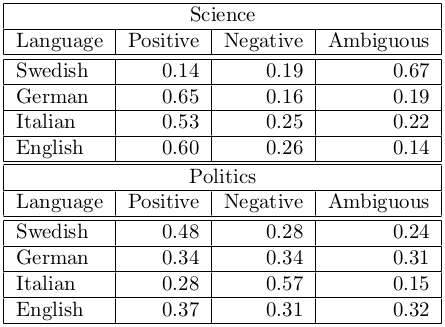 Science
Language Positive Negative Ambiguous
Swedish 0.14 0.19 0.67
German 0.65 0.16 0.19
Italian 0.53 0.25 0.22
English 0.60 0.26 0.14
Politics
Language Positive Negative Ambiguous
Swedish 0.48 0.28 0.24
German 0.34 0.34 0.31
Italian 0.28 0.57 0.15
English 0.37 0.31 0.32